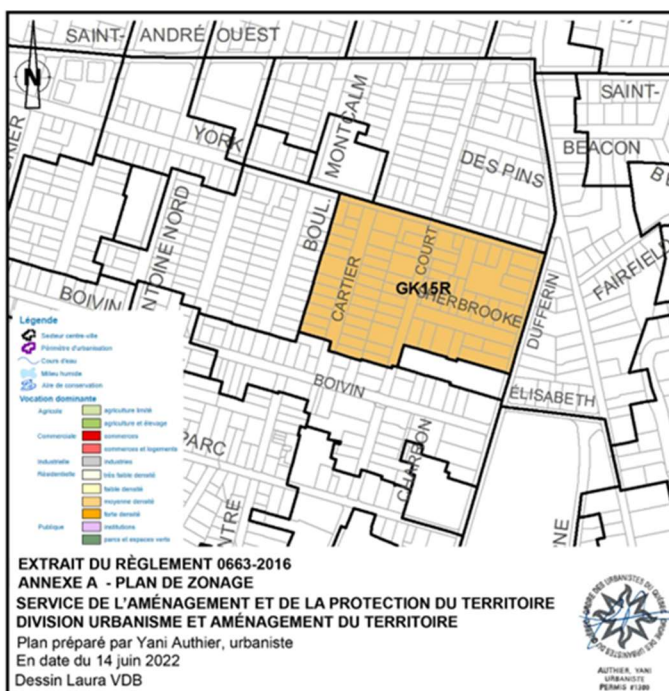 SAINT- ANDRÉ OUEST
N
SAINT-
BEACON
YORK
MONTCALM
DES PINS
BOUL.
COURT
GK15R
CARTIER
SHERBROOKE
DUFFERIN
FAIRFIELD
BOIVIN
BOIVIN
ÉLISABETH
PARC
Légende
Secteur centre-ville
Périmètre d'urbanisation
Cours d'eau
Milieu humide
Aire de conservation
Vocation dominante
Agricole agriculture limité
agriculture et élevage
Commerciale commerces
commerces et logements
Industrielle industries
Résidentielle très faible densité
faible densité
moyenne densité
forte densité
Publique institutions
parcs et espaces verts
EXTRAIT DU RÈGLEMENT 0663-2016
ANNEXE A - PLAN DE ZONAGE
SERVICE DE L'AMÉNAGEMENT ET DE LA PROTECTION DU TERRITOIRE
DIVISION URBANISME ET AMÉNAGEMENT DU TERRITOIRE
Plan préparé par Yani Authier, urbaniste
En date du 14 juin 2022
Dessin Laura VDB
AUTHIER, YANI
URBANISTE